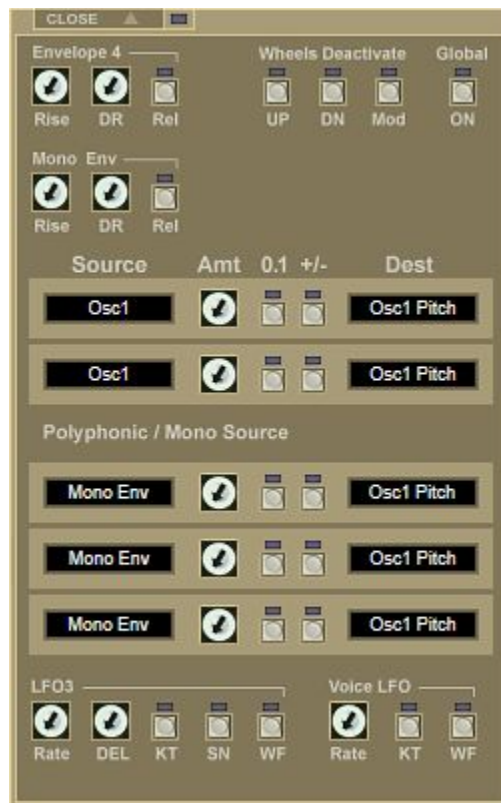 CLOSE
Envelope 4 Wheels Deactivate Global
Rise DR Rel UP DN Mod ON
Mono Env
Rise DR Rel
Source Amt 0.1 +/- Dest
Osc1 Osc1 Pitch
Osc1 Osc1 Pitch
Polyphonic / Mono Source
Mono Env Osc1 Pitch
Mono Env Osc1 Pitch
Mono Env Osc1 Pitch
LFO3 Voice LFO
Rate DEL KT SN WF Rate KT WF